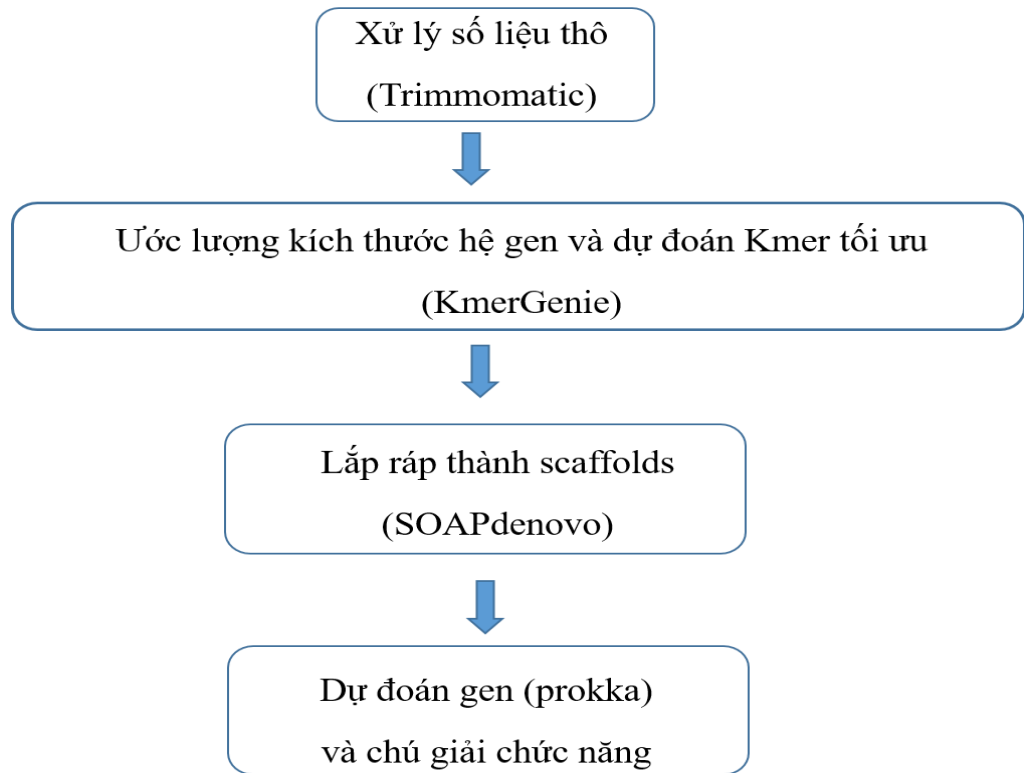 Xử lý số liệu thô
(Trimmomatic)
Ước lượng kích thước hệ gen và dự đoán Kmer tối ưu
(KmerGenie)
Lắp ráp thành scaffolds
(SOAPdenovo)
Dự đoán gen (prokka)
và chú giải chức năng